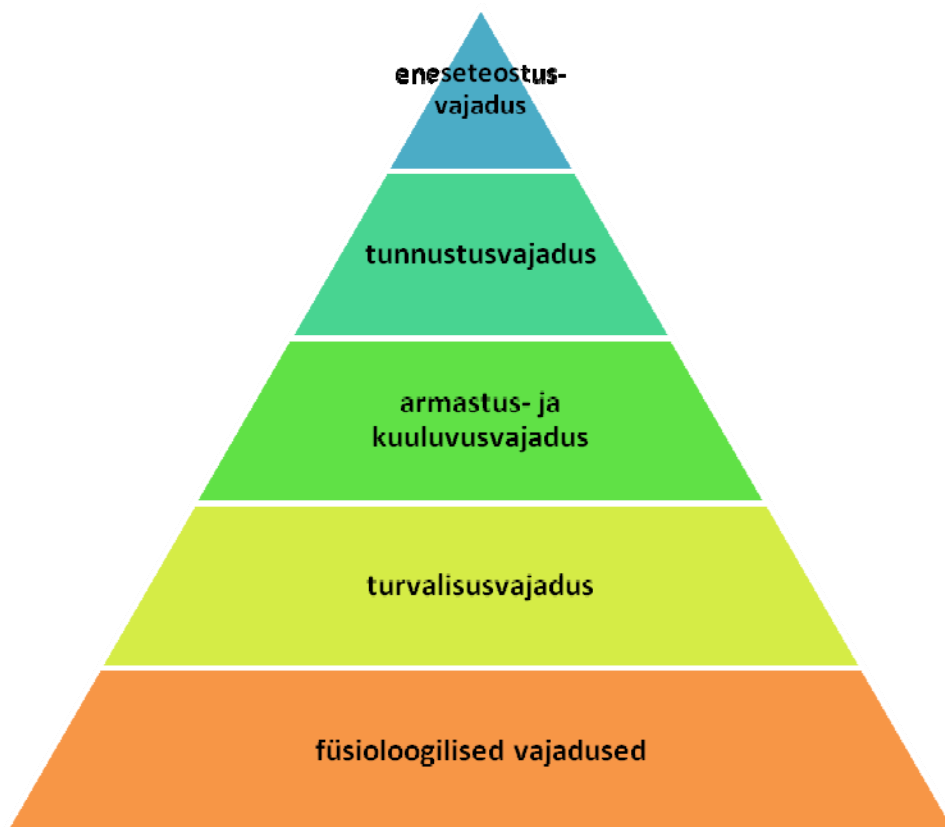 eneseteostus-
vajadus
tunnustusvajadus
armastus- ja
kuuluvusvajadus
turvalisusvajadus
füsioloogilised vajadused